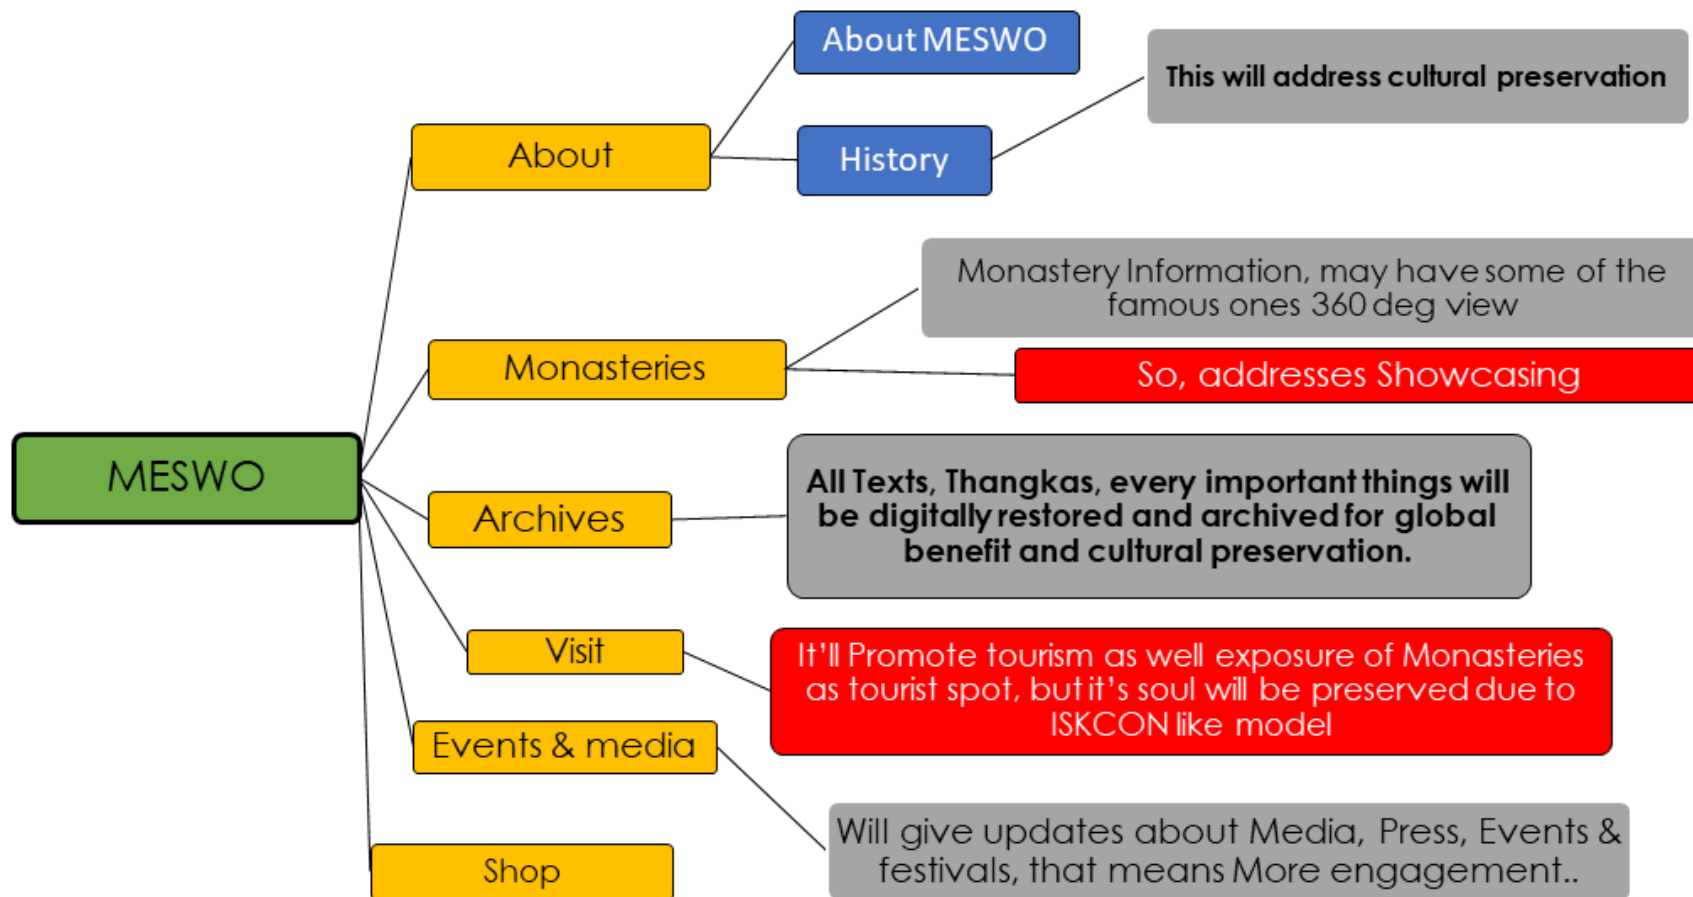 About MESWO
This will address cultural preservation
About
History
Monastery Information, may have some of the
famous ones 360 deg view
Monasteries
So, addresses Showcasing
MESWO
All Texts, Thangkas, every important things will
be digitally restored and archived for global
benefit and cultural preservation.
Archives
Visit
It'll Promote tourism as well exposure of Monasteries
as tourist spot, but it's soul will be preserved due to
ISKCON like model
Events & media
Will give updates about Media, Press, Events &
festivals, that means More engagement..
Shop